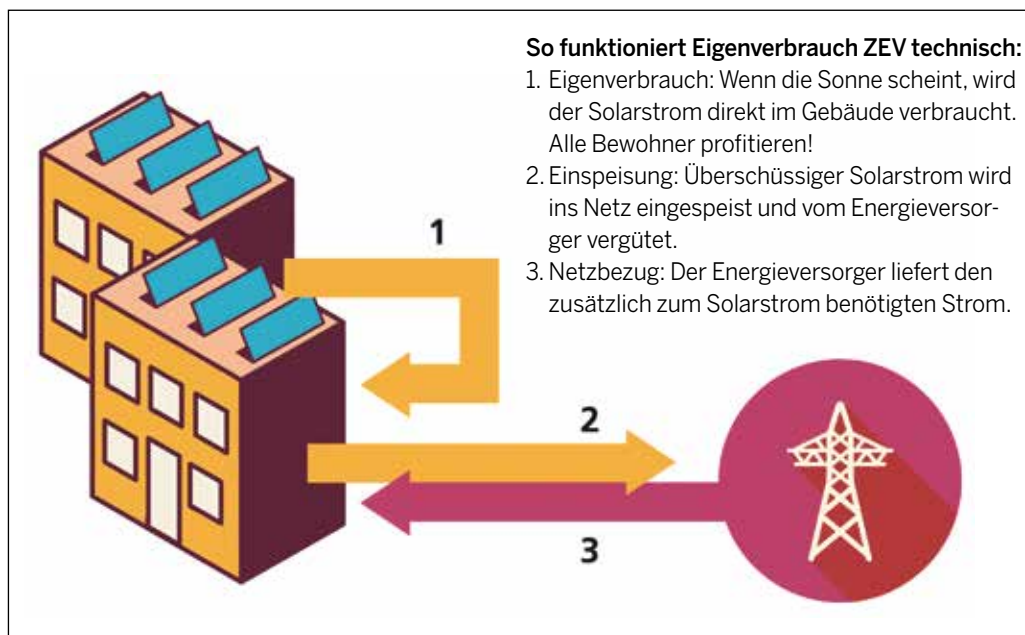 So funktioniert Eigenverbrauch ZEV technisch:
1. Eigenverbrauch: Wenn die Sonne scheint, wird
der Solarstrom direkt im Gebäude verbraucht.
Alle Bewohner profitieren!
2. Einspeisung: Überschüssiger Solarstrom wird
ins Netz eingespeist und vom Energieversor-
ger vergütet.
3. Netzbezug: Der Energieversorger liefert den
zusätzlich zum Solarstrom benötigten Strom.
1
2
3